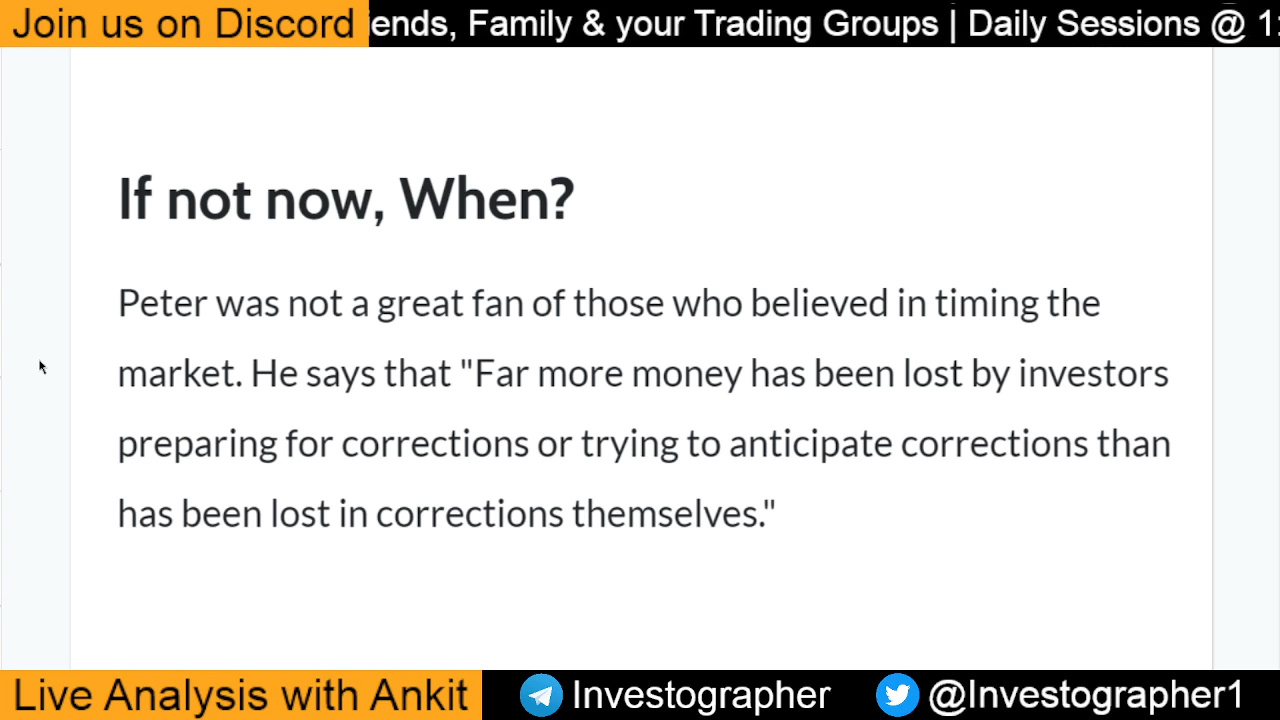 Join us on Discord
ends, Family & your Trading Groups | Daily Sessions @ 1
If not now, When?
Peter was not a great fan of those who believed in timing the
market. He says that "Far more money has been lost by investors
preparing for corrections or trying to anticipate corrections than
has been lost in corrections themselves."
Live Analysis with Ankit
Investographer
@Investographer1